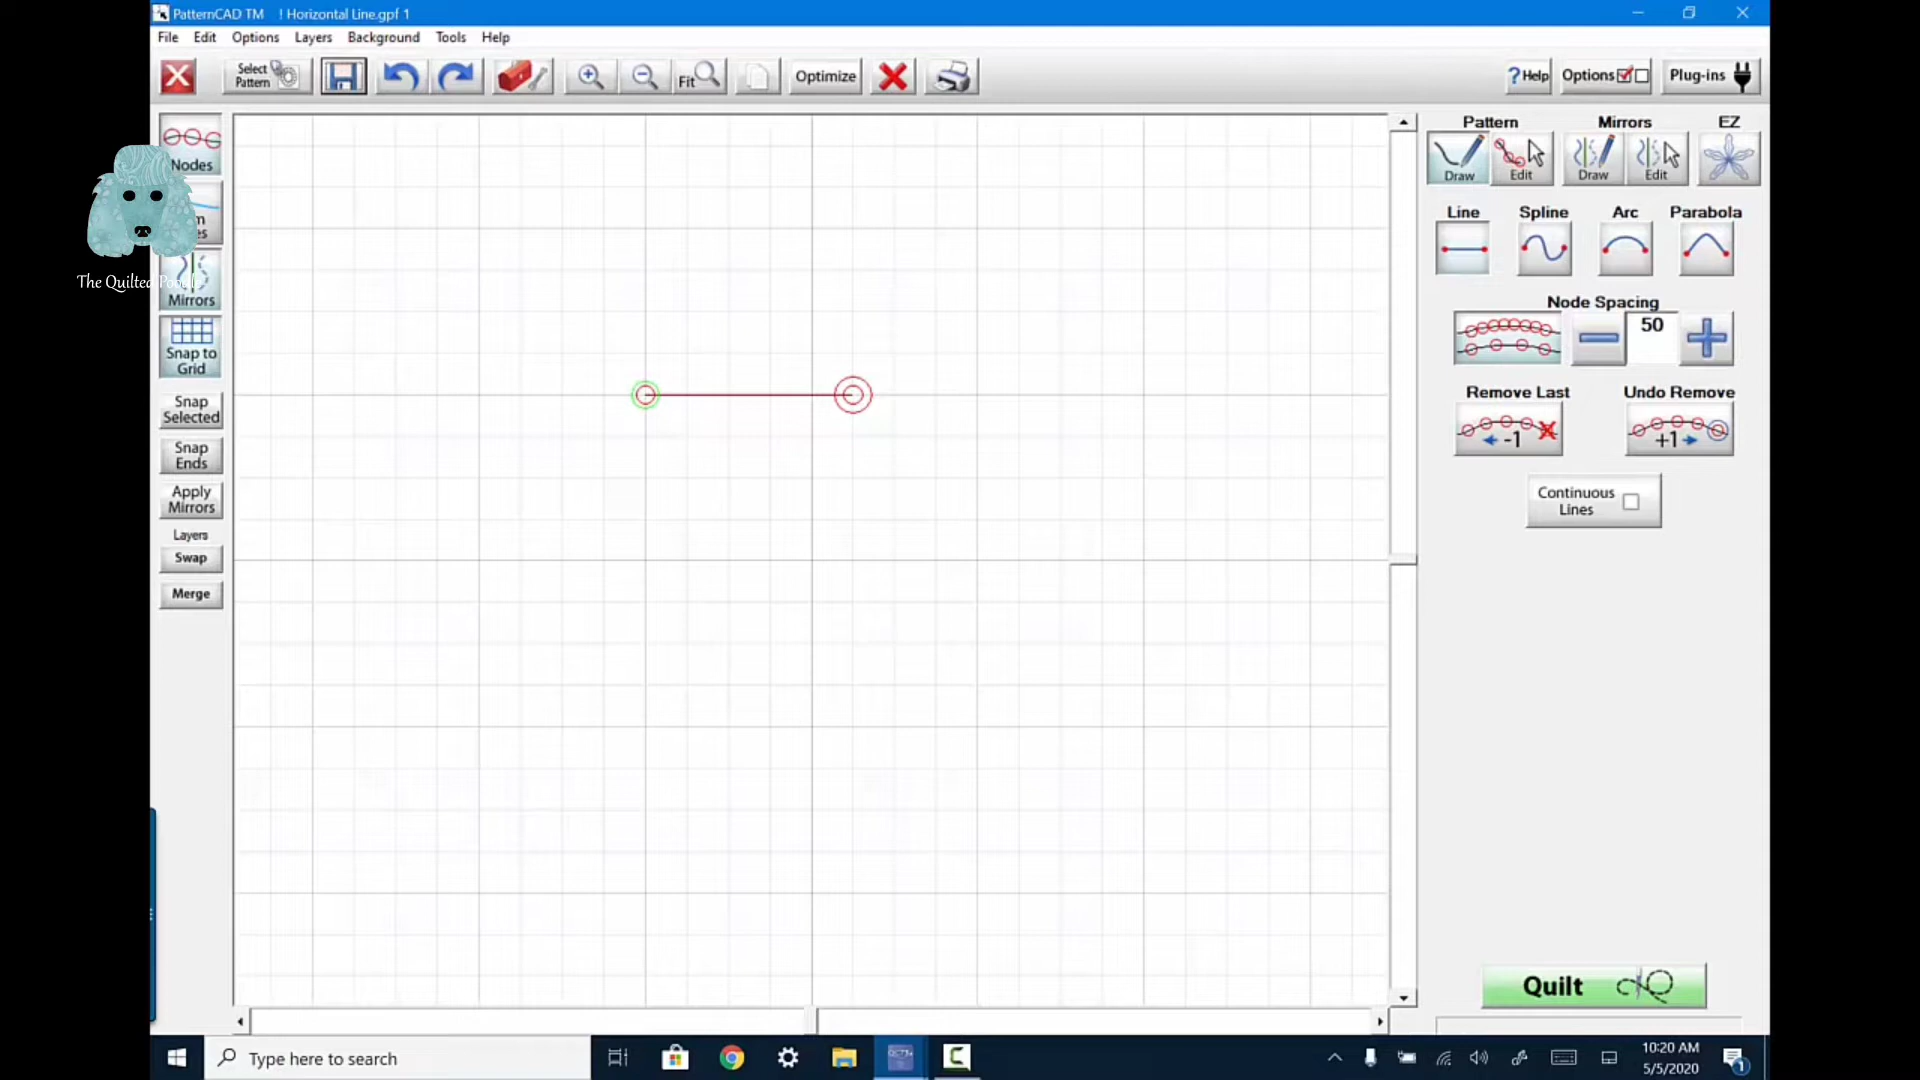 PatternCAD TM ! Horizontal Line.gpf 1
File Edit Options Layers Background Tools Help
Select Pattern
Fit
Optimize
?Help
Options
Plug-ins
Nodes
The Quilted
Mirrors
Snap to
Grid
Snap
Selected
Snap
Ends
Apply
Mirrors
Layers
Swap
Merge
Pattern Mirrors EZ
Draw Edit Draw Edit
Line Spline Arc Parabola
Node Spacing
50
Remove Last Undo Remove
-1 +1
Continuous
Lines
Quilt
Type here to search
10:20 AM
5/5/2020
1